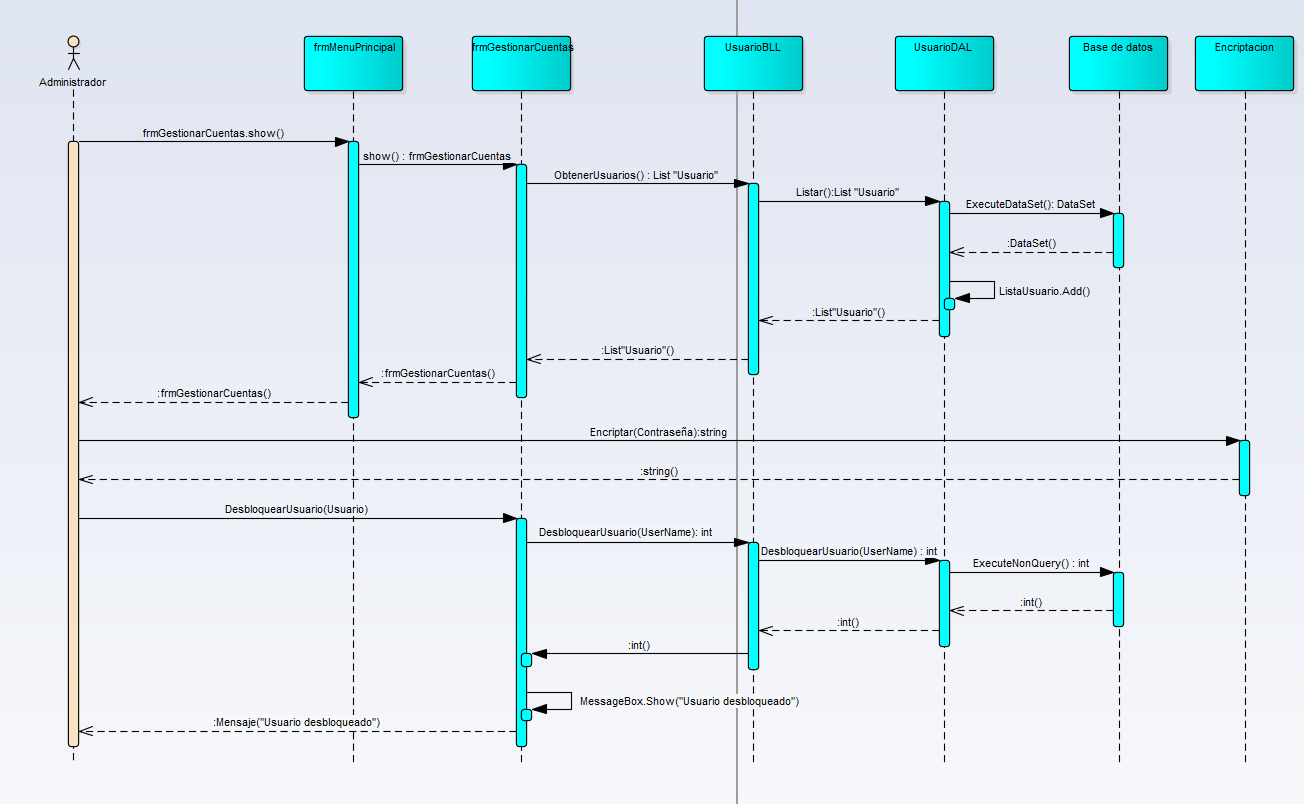 frmMenuPrincipal
frmGestionarCuentas
UsuarioBLL
UsuarioDAL
Base de datos
Encriptacion
Administrador
frmGestionarCuentas.show()
show() : frmGestionarCuentas
ObtenerUsuarios() : List "Usuario"
Listar():List "Usuario"
ExecuteDataSet(): DataSet
:DataSet()
ListaUsuario.Add()
:List"Usuario"()
:List"Usuario"()
:frmGestionarCuentas()
:frmGestionarCuentas()
Encriptar(Contraseña):string
:string()
DesbloquearUsuario(Usuario)
DesbloquearUsuario(UserName): int
DesbloquearUsuario(UserName) : int
ExecuteNonQuery() : int
:int()
:int()
:int()
MessageBox.Show("Usuario desbloqueado")
:Mensaje("Usuario desbloqueado")